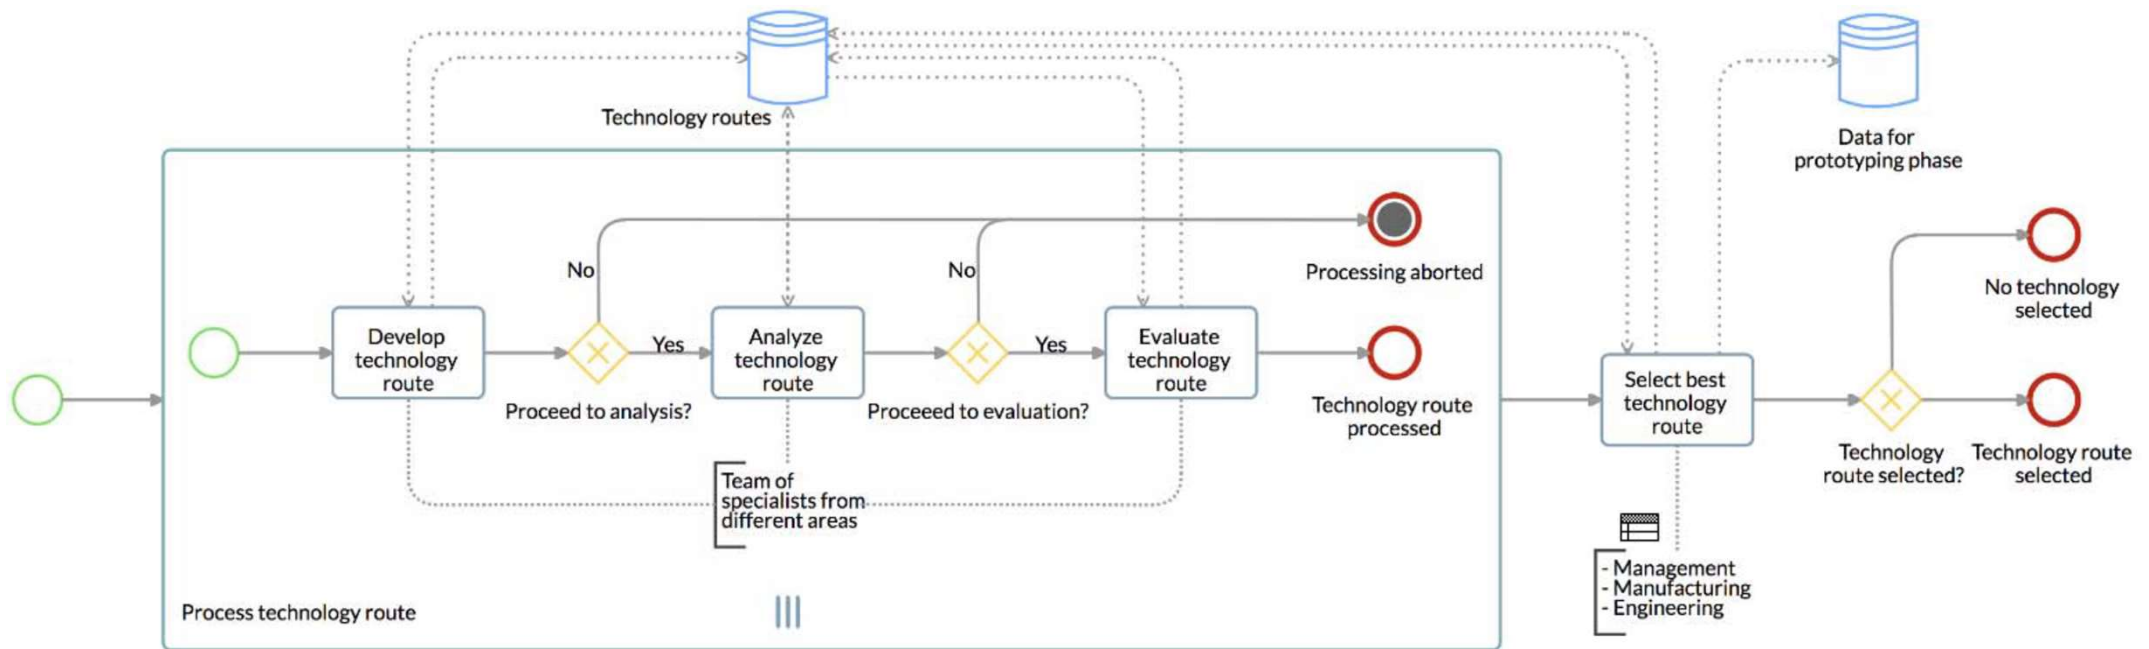 Technology routes
Data for
prototyping phase
No
No
Processing aborted
No technology
selected
Develop
technology
route
Yes
Analyze
technology
route
Yes
Evaluate
technology
route
Proceed to analysis?
Proceeed to evaluation?
Technology route
processed
Select best
technology
route
Technology
route selected?
Technology route
selected
Team of
specialists from
different areas
- Management
- Manufacturing
- Engineering
Process technology route